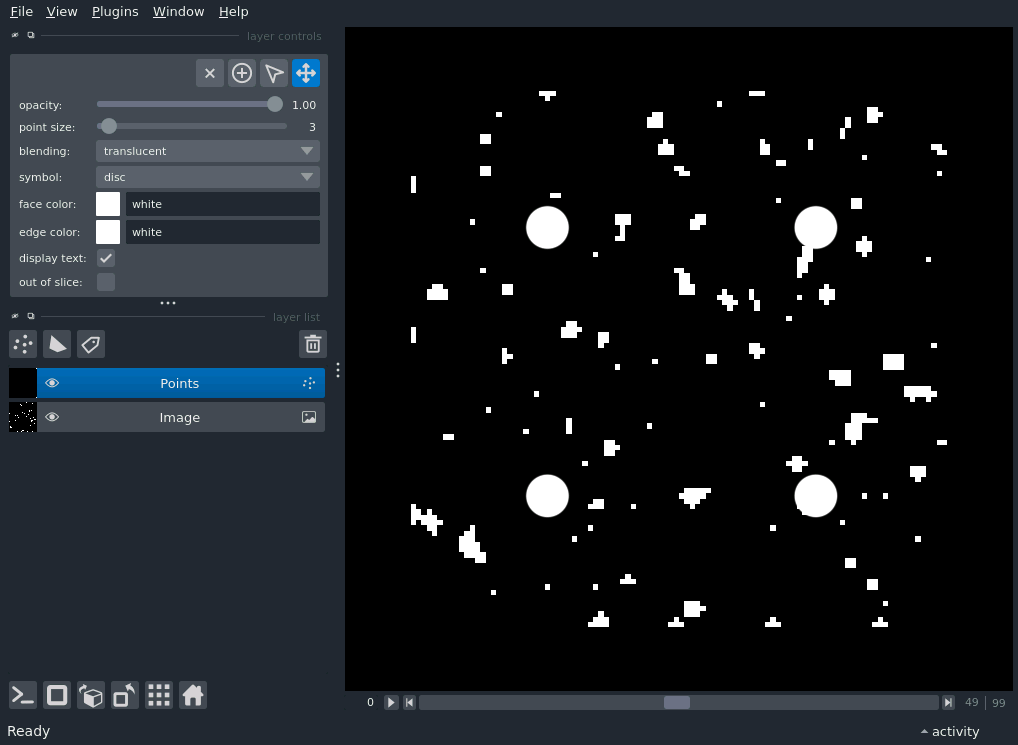 File View Plugins Window Help
layer controls
opacity: 1.00
point size: 3
blending: translucent
symbol: disc
face color: white
edge color: white
display text:
out of slice:
layer list
Points
Image
0 49 | 99
Ready activity